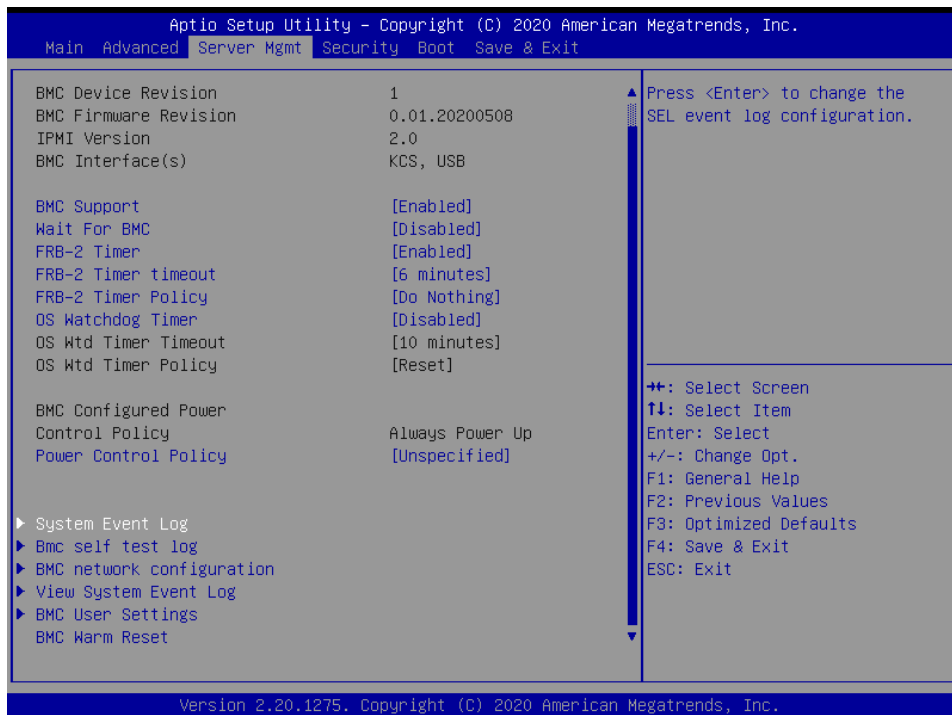 Aptio Setup Utility – Copyright (C) 2020 American Megatrends, Inc.
Main Advanced Server Mgmt Security Boot Save & Exit
BMC Device Revision 1
BMC Firmware Revision 0.01.20200508
IPMI Version 2.0
BMC Interface(s) KCS, USB
BMC Support [Enabled]
Wait For BMC [Disabled]
FRB-2 Timer [Enabled]
FRB-2 Timer timeout [6 minutes]
FRB-2 Timer Policy [Do Nothing]
OS Watchdog Timer [Disabled]
OS Wtd Timer Timeout [10 minutes]
OS Wtd Timer Policy [Reset]
BMC Configured Power
Control Policy Always Power Up
Power Control Policy [Unspecified]
System Event Log
Bmc self test log
BMC network configuration
View System Event Log
BMC User Settings
BMC Warm Reset
Press <Enter> to change the
SEL event log configuration.
→←: Select Screen
↑↓: Select Item
Enter: Select
+/-: Change Opt.
F1: General Help
F2: Previous Values
F3: Optimized Defaults
F4: Save & Exit
ESC: Exit
Version 2.20.1275. Copyright (C) 2020 American Megatrends, Inc.